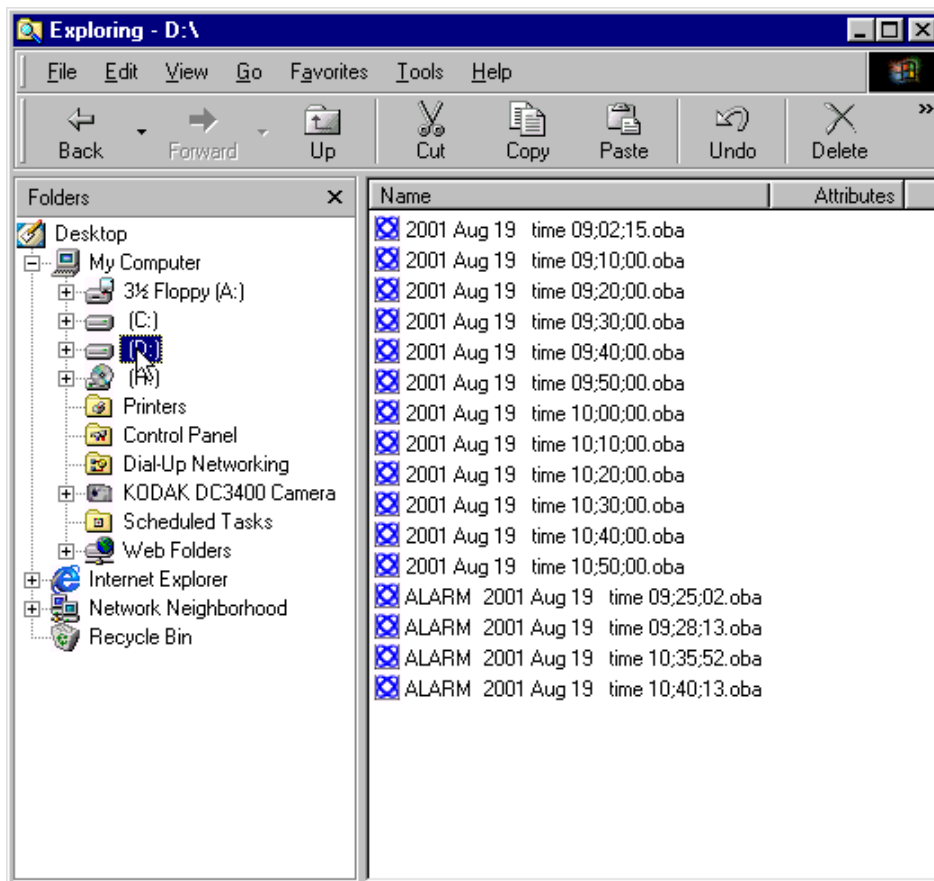 Exploring - D:\
File Edit View Go Favorites Tools Help
Back Forward Up Cut Copy Paste Undo Delete »
Folders
Desktop
My Computer
3½ Floppy (A:)
(C:)
(D:)
Printers
Control Panel
Dial-Up Networking
KODAK DC3400 Camera
Scheduled Tasks
Web Folders
Internet Explorer
Network Neighborhood
Recycle Bin
Name Attributes
2001 Aug 19 time 09;02;15.oba
2001 Aug 19 time 09;10;00.oba
2001 Aug 19 time 09;20;00.oba
2001 Aug 19 time 09;30;00.oba
2001 Aug 19 time 09;40;00.oba
2001 Aug 19 time 09;50;00.oba
2001 Aug 19 time 10;00;00.oba
2001 Aug 19 time 10;10;00.oba
2001 Aug 19 time 10;20;00.oba
2001 Aug 19 time 10;30;00.oba
2001 Aug 19 time 10;40;00.oba
2001 Aug 19 time 10;50;00.oba
ALARM 2001 Aug 19 time 09;25;02.oba
ALARM 2001 Aug 19 time 09;28;13.oba
ALARM 2001 Aug 19 time 10;35;52.oba
ALARM 2001 Aug 19 time 10;40;13.oba